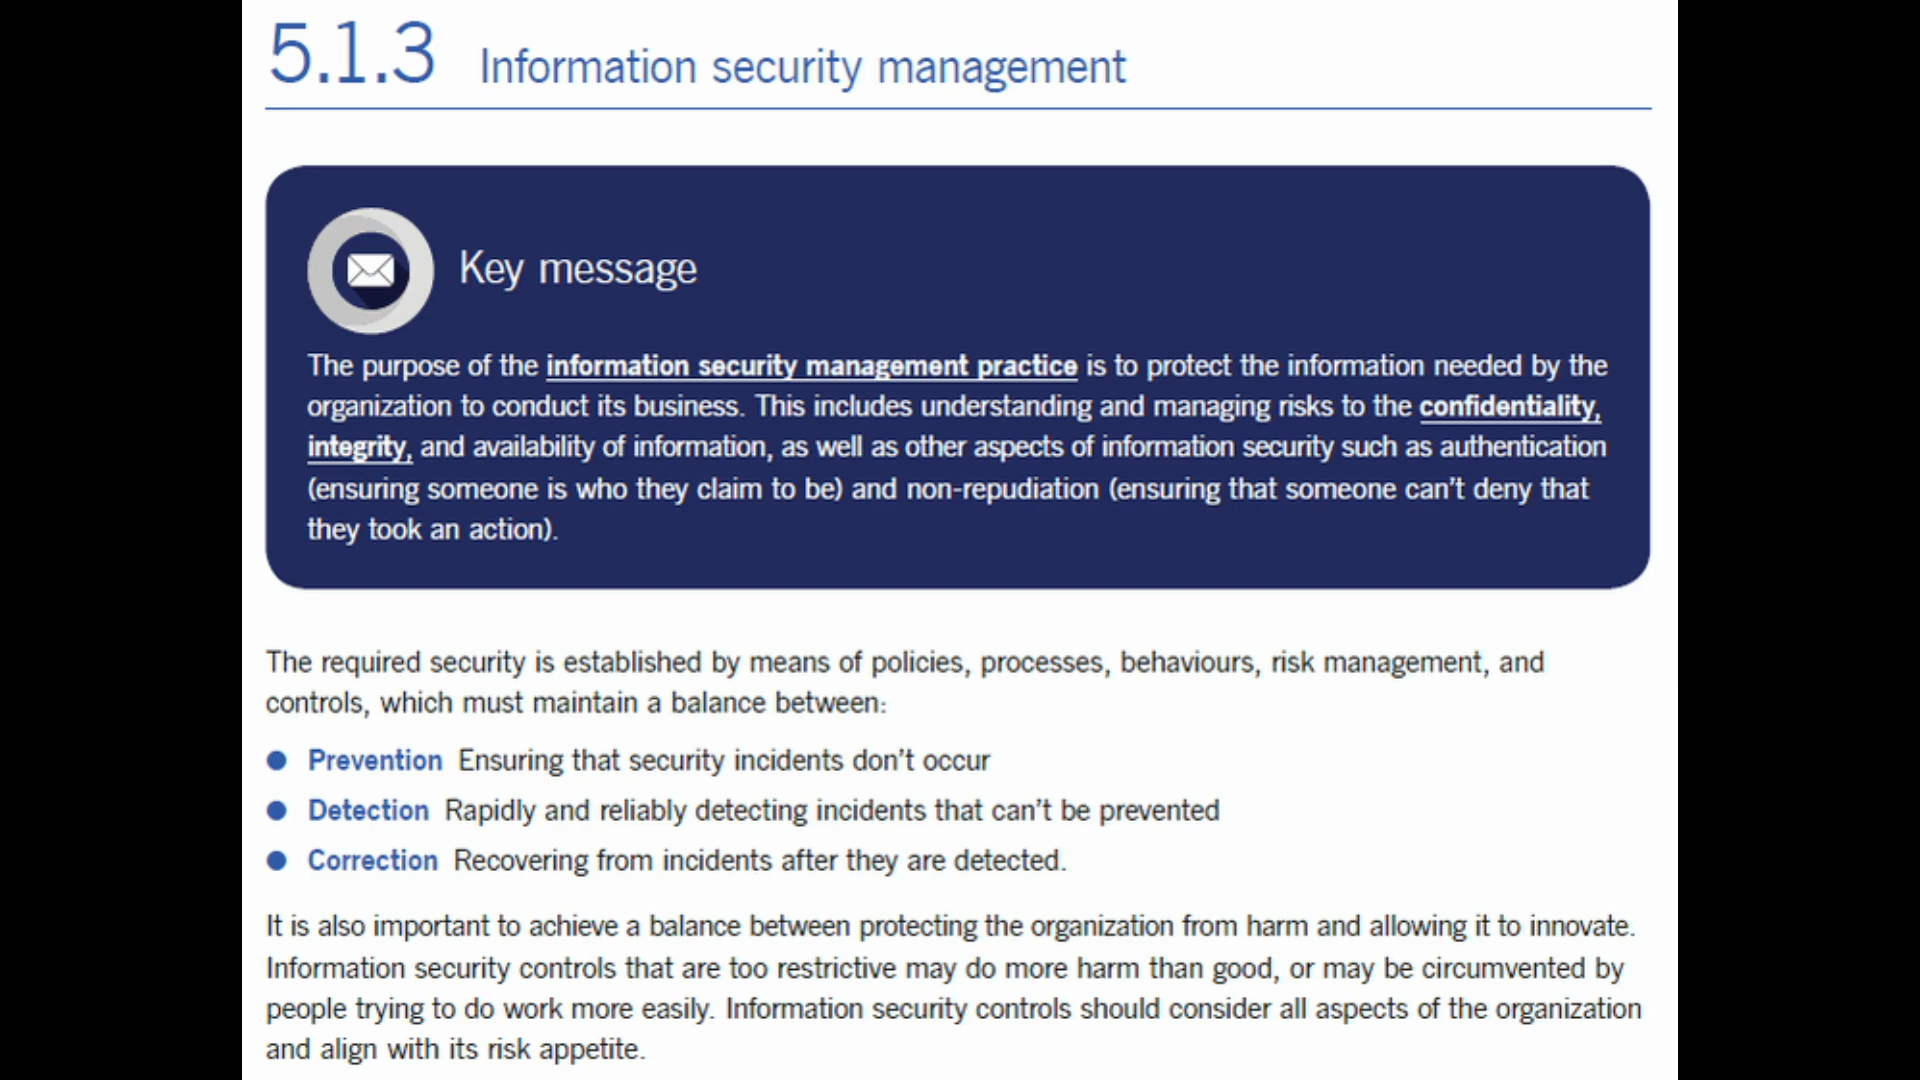 5.1.3 Information security management
Key message
The purpose of the information security management practice is to protect the information needed by the
organization to conduct its business. This includes understanding and managing risks to the confidentiality,
integrity, and availability of information, as well as other aspects of information security such as authentication
(ensuring someone is who they claim to be) and non-repudiation (ensuring that someone can’t deny that
they took an action).
The required security is established by means of policies, processes, behaviours, risk management, and
controls, which must maintain a balance between:
● Prevention Ensuring that security incidents don’t occur
● Detection Rapidly and reliably detecting incidents that can’t be prevented
● Correction Recovering from incidents after they are detected.
It is also important to achieve a balance between protecting the organization from harm and allowing it to innovate.
Information security controls that are too restrictive may do more harm than good, or may be circumvented by
people trying to do work more easily. Information security controls should consider all aspects of the organization
and align with its risk appetite.